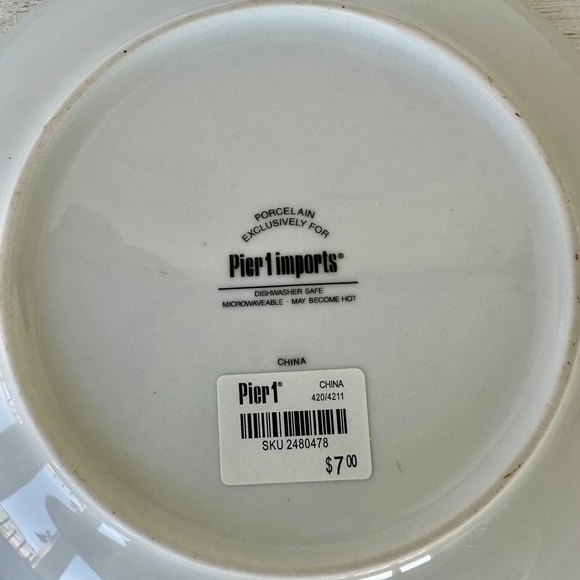 PORCELAIN
EXCLUSIVELY FOR
Pier 1 imports®
DISHWASHER SAFE
MICROWAVEABLE · MAY BECOME HOT
CHINA
Pier 1® CHINA
420/4211
SKU 2480478
$7.00